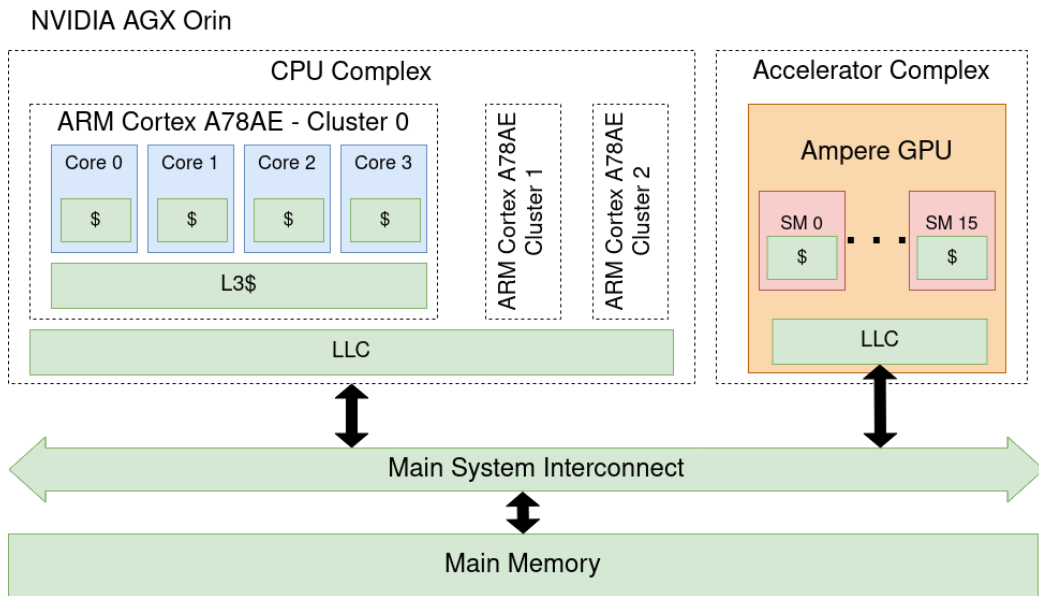 NVIDIA AGX Orin
CPU Complex
ARM Cortex A78AE - Cluster 0
Core 0
$
Core 1
$
Core 2
$
Core 3
$
L3$
ARM Cortex A78AE
Cluster 1
ARM Cortex A78AE
Cluster 2
LLC
Accelerator Complex
Ampere GPU
SM 0
$
. . .
SM 15
$
LLC
Main System Interconnect
Main Memory